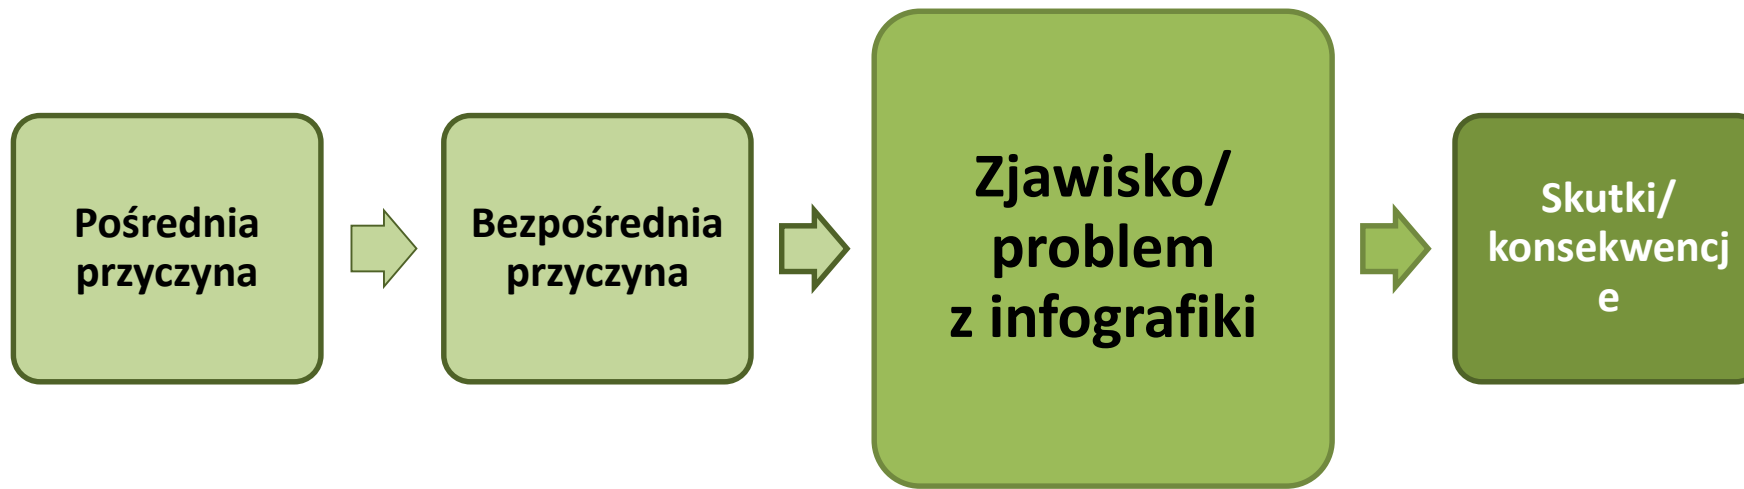 Pośrednia
przyczyna
Bezpośrednia
przyczyna
Zjawisko/
problem
z infografiki
Skutki/
konsekwencj
e